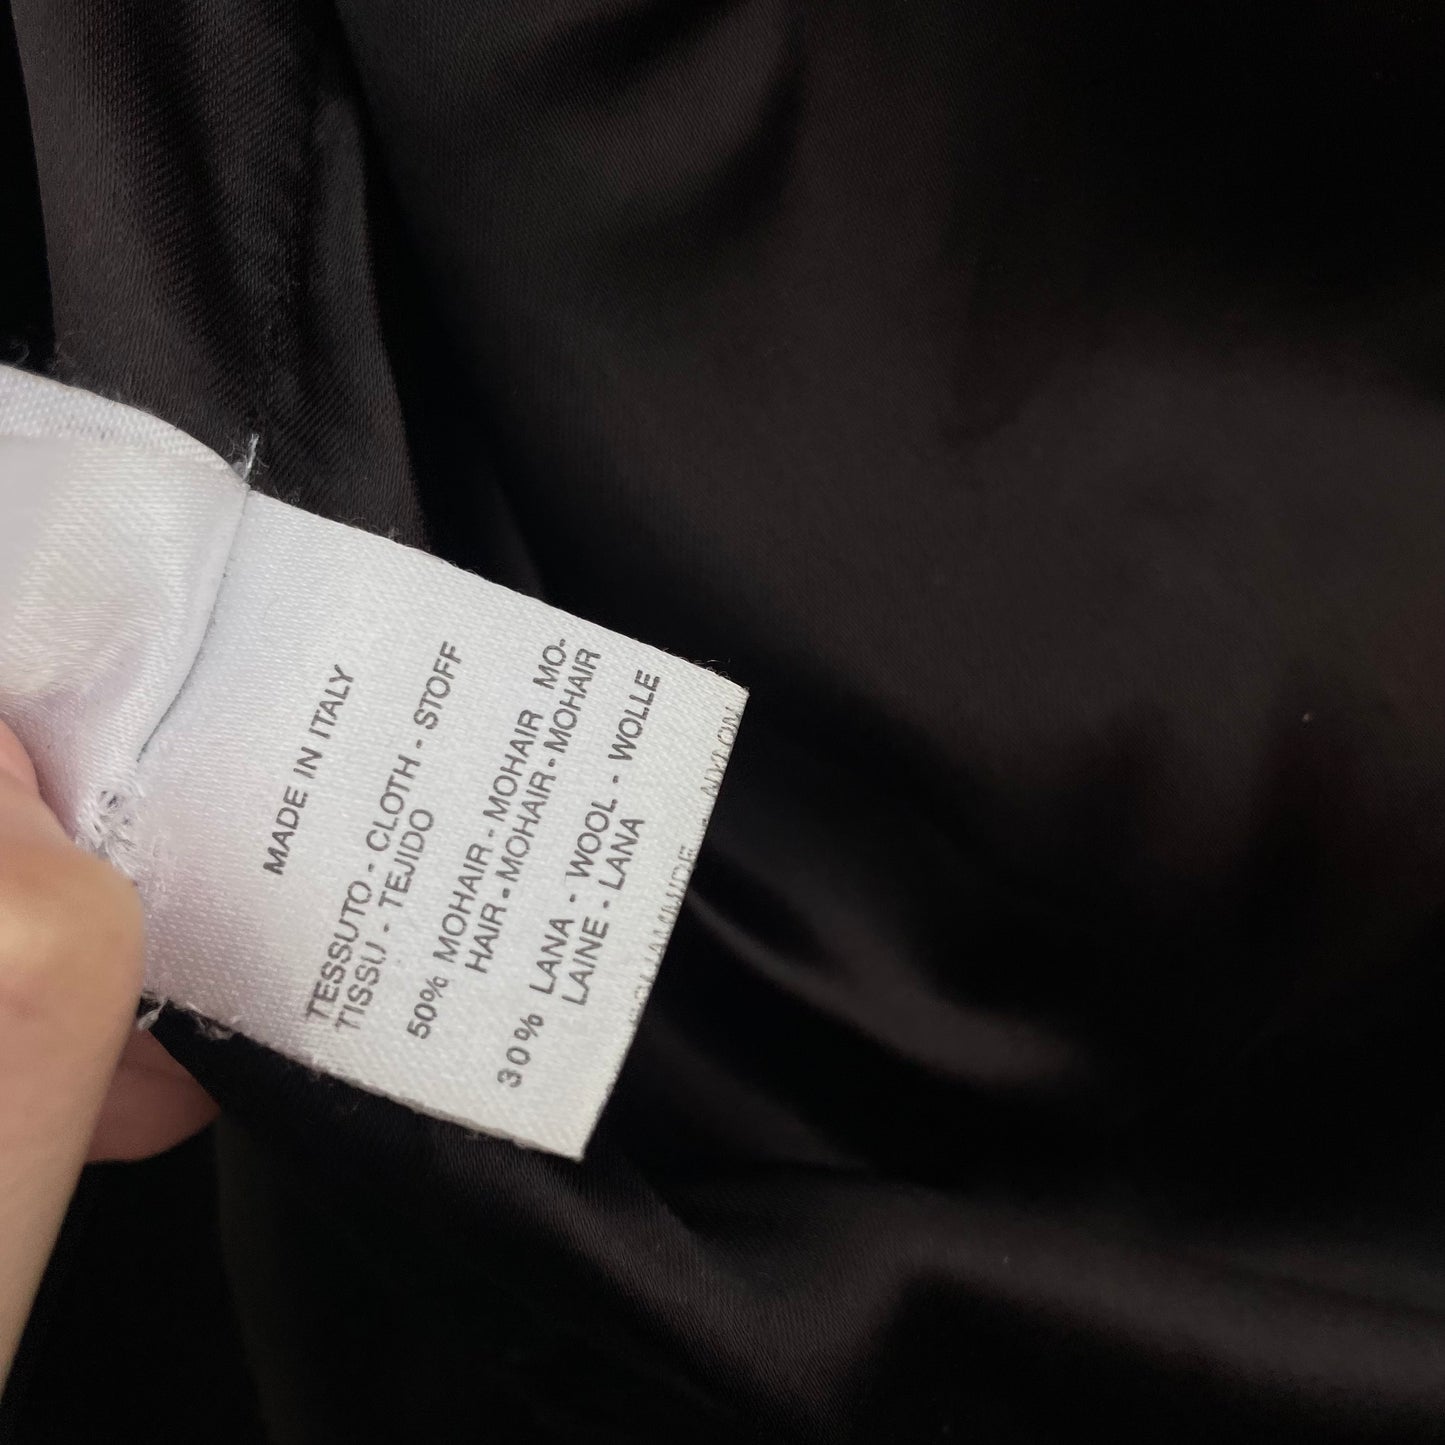 MADE IN ITALY
TESSUTO - CLOTH - STOFF
TISSU - TEJIDO
50% MOHAIR - MOHAIR MO-
HAIR - MOHAIR - MOHAIR
30% LANA - WOOL - WOLLE
LAINE - LANA